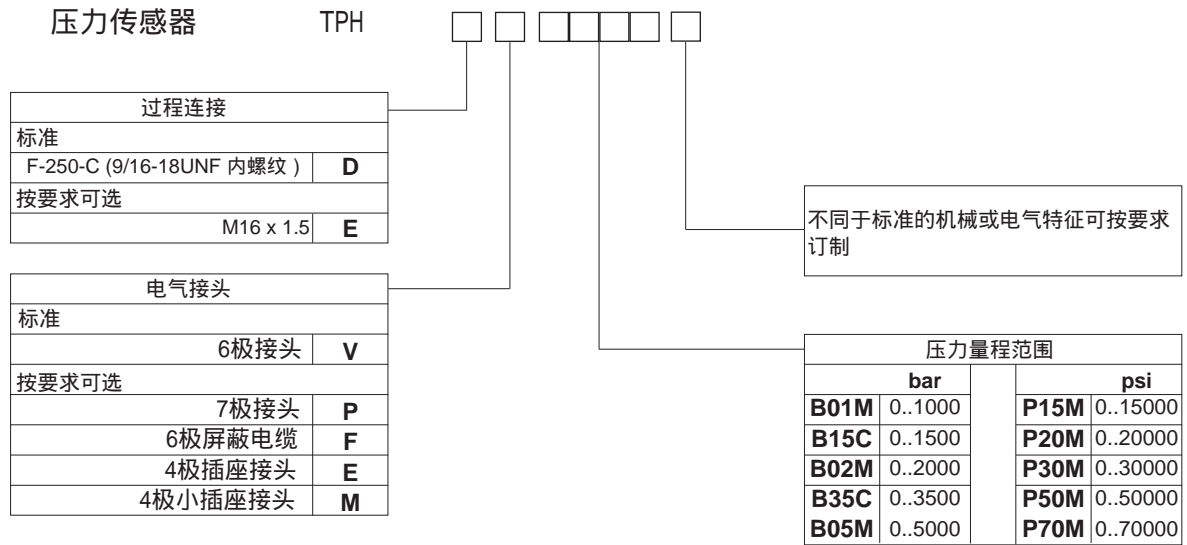 压力传感器 TPH
过程连接
标准
F-250-C (9/16-18UNF 内螺纹 ) D
按要求可选
M16 x 1.5 E
电气接头
标准
6极接头 V
按要求可选
7极接头 P
6极屏蔽电缆 F
4极插座接头 E
4极小插座接头 M
不同于标准的机械或电气特征可按要求
订制
压力量程范围
bar psi
B01M 0..1000 P15M 0..15000
B15C 0..1500 P20M 0..20000
B02M 0..2000 P30M 0..30000
B35C 0..3500 P50M 0..50000
B05M 0..5000 P70M 0..70000